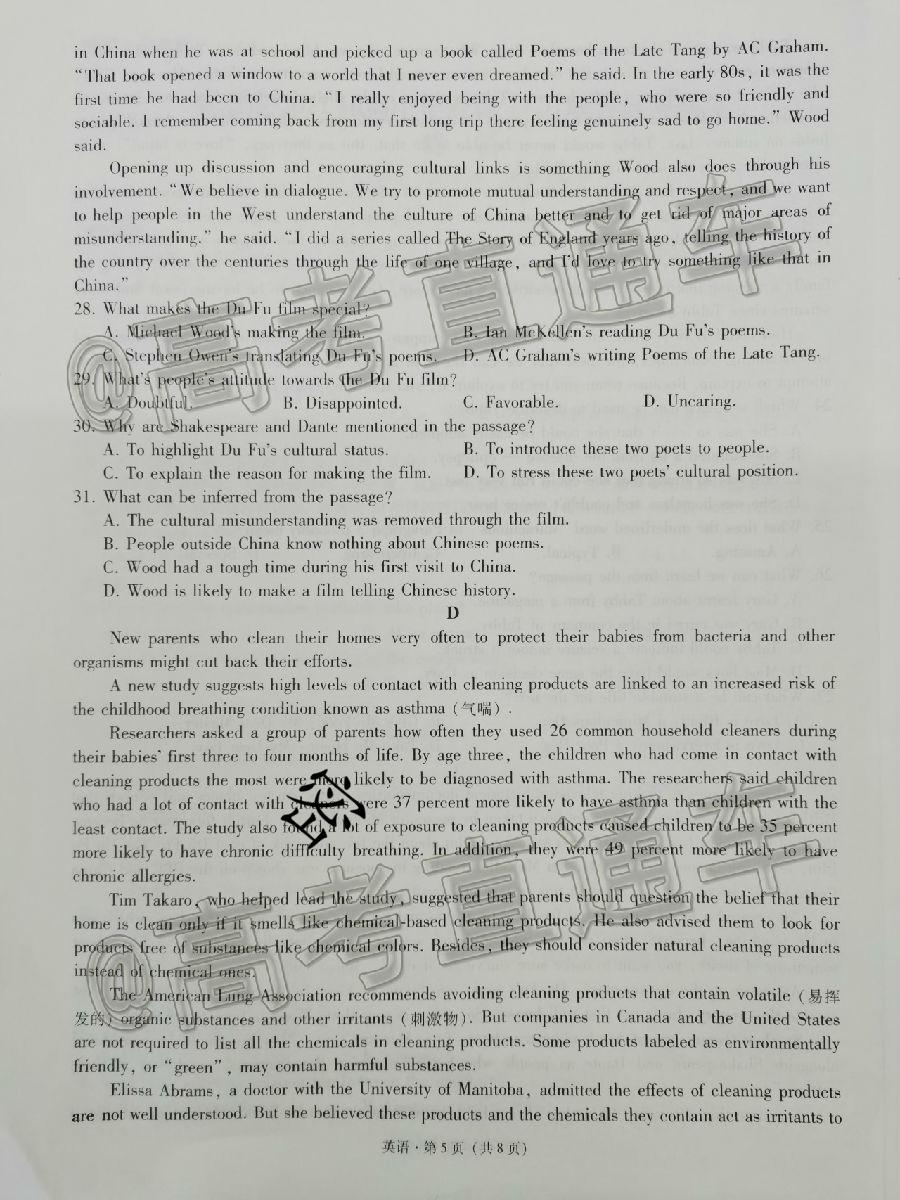 in China when he was at school and picked up a book called Poems of the Late Tang by AC Graham.
“That book opened a window to a world that I never even dreamed.” he said. In the early 80s, it was the
first time he had been to China. “I really enjoyed being with the people, who were so friendly and
sociable. I remember coming back from my first long trip there feeling genuinely sad to go home.” Wood
said.
Opening up discussion and encouraging cultural links is something Wood also does through his
involvement. “We believe in dialogue. We try to promote mutual understanding and respect, and we want
to help people in the West understand the culture of China better and to get rid of major areas of
misunderstanding.” he said. “I did a series called The Story of England years ago, telling the history of
the country over the centuries through the life of one village, and I'd love to try something like that in
China.”
28. What makes the Du Fu film special?
A. Michael Wood's making the film. B. Ian McKellen's reading Du Fu's poems.
C. Stephen Owen's translating Du Fu's poems. D. AC Graham's writing Poems of the Late Tang.
29. What's people's attitude towards the Du Fu film?
A. Doubtful. B. Disappointed. C. Favorable. D. Uncaring.
30. Why are Shakespeare and Dante mentioned in the passage?
A. To highlight Du Fu's cultural status. B. To introduce these two poets to people.
C. To explain the reason for making the film. D. To stress these two poets' cultural position.
31. What can be inferred from the passage?
A. The cultural misunderstanding was removed through the film.
B. People outside China know nothing about Chinese poems.
C. Wood had a tough time during his first visit to China.
D. Wood is likely to make a film telling Chinese history.
D
New parents who clean their homes very often to protect their babies from bacteria and other
organisms might cut back their efforts.
A new study suggests high levels of contact with cleaning products are linked to an increased risk of
the childhood breathing condition known as asthma (气喘).
Researchers asked a group of parents how often they used 26 common household cleaners during
their babies' first three to four months of life. By age three, the children who had come in contact with
cleaning products the most were more likely to be diagnosed with asthma. The researchers said children
who had a lot of contact with cleaners were 37 percent more likely to have asthma than children with the
least contact. The study also found a lot of exposure to cleaning products caused children to be 35 percent
more likely to have chronic difficulty breathing. In addition, they were 49 percent more likely to have
chronic allergies.
Tim Takaro, who helped lead the study, suggested that parents should question the belief that their
home is clean only if it smells like chemical-based cleaning products. He also advised them to look for
products free of substances like chemical colors. Besides, they should consider natural cleaning products
instead of chemical ones.
The American Lung Association recommends avoiding cleaning products that contain volatile (易挥
发的) organic substances and other irritants (刺激物). But companies in Canada and the United States
are not required to list all the chemicals in cleaning products. Some products labeled as environmentally
friendly, or “green”, may contain harmful substances.
Elissa Abrams, a doctor with the University of Manitoba, admitted the effects of cleaning products
are not well understood. But she believed these products and the chemicals they contain act as irritants to
英语·第5页(共8页)
@高考直通车
@高考直通车